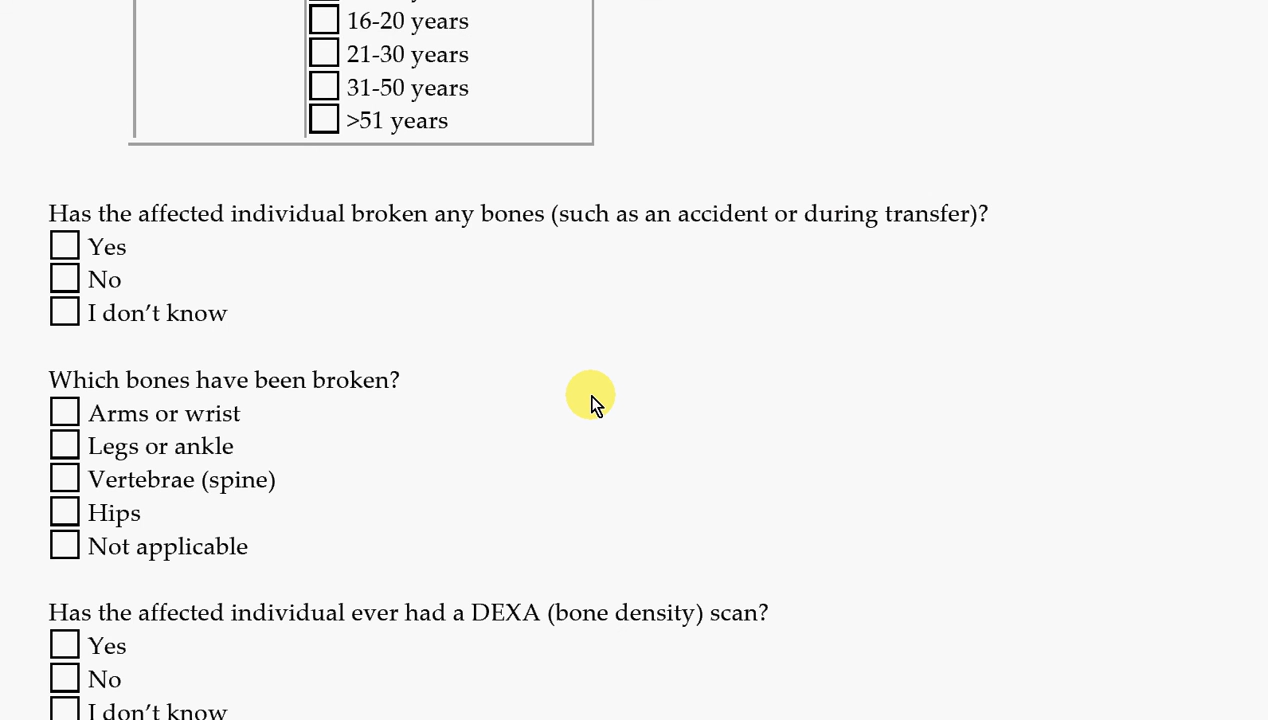 16-20 years
21-30 years
31-50 years
>51 years
Has the affected individual broken any bones (such as an accident or during transfer)?
Yes
No
I don’t know
Which bones have been broken?
Arms or wrist
Legs or ankle
Vertebrae (spine)
Hips
Not applicable
Has the affected individual ever had a DEXA (bone density) scan?
Yes
No
I don’t know